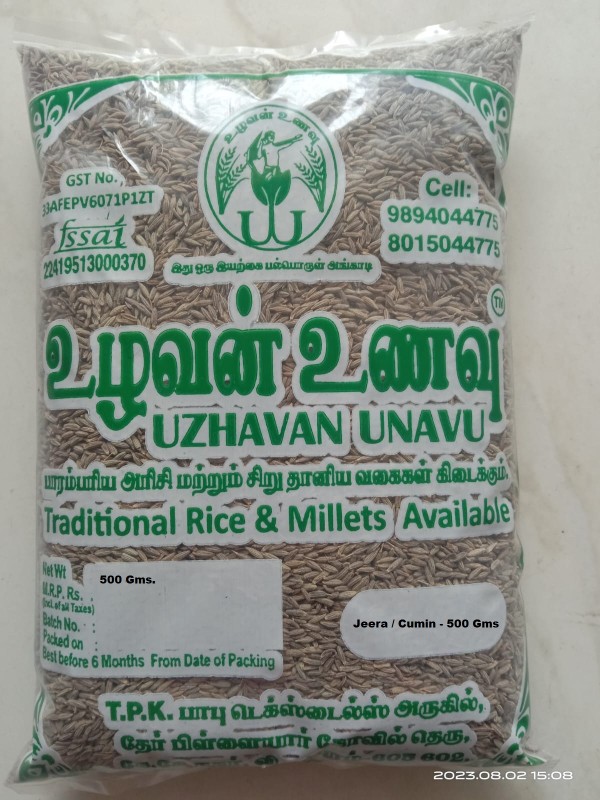 உழவன் உணவு
GST No.
33AFEPV6071P1ZT
fssai
22419513000370
Cell:
9894044775
8015044775
இது ஒரு இயற்கை பல்பொருள் அங்காடி
உழவன் உணவு TM
UZHAVAN UNAVU
பாரம்பரிய அரிசி மற்றும் சிறு தானிய வகைகள் கிடைக்கும்.
Traditional Rice & Millets Available
Net Wt : 500 Gms.
M.R.P. Rs. :
(Incl. of all Taxes)
Batch No. :
Packed on :
Best before 6 Months From Date of Packing
Jeera / Cumin - 500 Gms
T.P.K. பாபு டெக்ஸ்டைல்ஸ் அருகில்,
தேர் பிள்ளையார் கோவில் தெரு,
2023.08.02 15:08